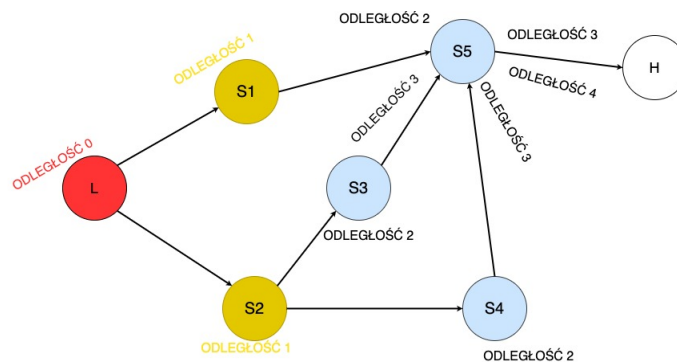 ODLEGŁOŚĆ 2
ODLEGŁOŚĆ 1
S5
ODLEGŁOŚĆ 3
H
ODLEGŁOŚĆ 4
S1
ODLEGŁOŚĆ 3
ODLEGŁOŚĆ 3
ODLEGŁOŚĆ 0
L
S3
ODLEGŁOŚĆ 2
S2
S4
ODLEGŁOŚĆ 1
ODLEGŁOŚĆ 2